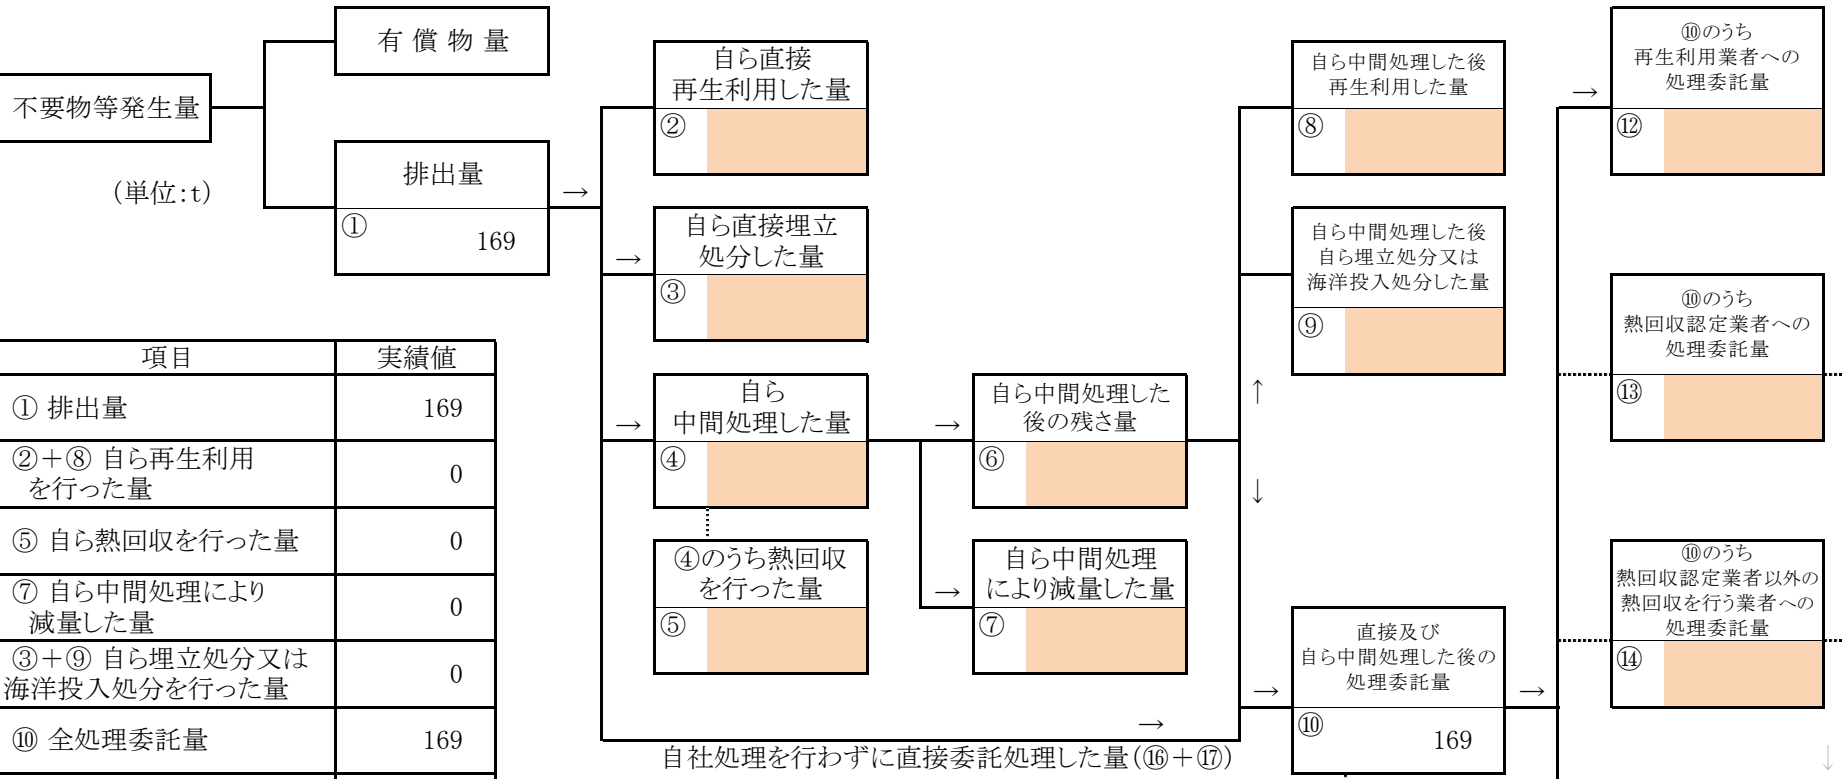 有償物量
不要物等発生量
(単位:t)
排出量
①
169
→
自ら直接
再生利用した量
②
→
自ら直接埋立
処分した量
③
→
自ら
中間処理した量
④
④のうち熱回収
を行った量
⑤
→
自ら中間処理した
後の残さ量
⑥
→
自ら中間処理
により減量した量
⑦
自ら中間処理した後
再生利用した量
⑧
自ら中間処理した後
自ら埋立処分又は
海洋投入処分した量
⑨
↑
↓
→
直接及び
自ら中間処理した後の
処理委託量
⑩
169
→
→
自社処理を行わずに直接委託処理した量(⑯+⑰)
→
⑩のうち
再生利用業者への
処理委託量
⑫
⑩のうち
熱回収認定業者への
処理委託量
⑬
⑩のうち
熱回収認定業者以外の
熱回収を行う業者への
処理委託量
⑭
↓
項目 実績値
① 排出量 169
②+⑧ 自ら再生利用
を行った量 0
⑤ 自ら熱回収を行った量 0
⑦ 自ら中間処理により
減量した量 0
③+⑨ 自ら埋立処分又は
海洋投入処分を行った量 0
⑩ 全処理委託量 169